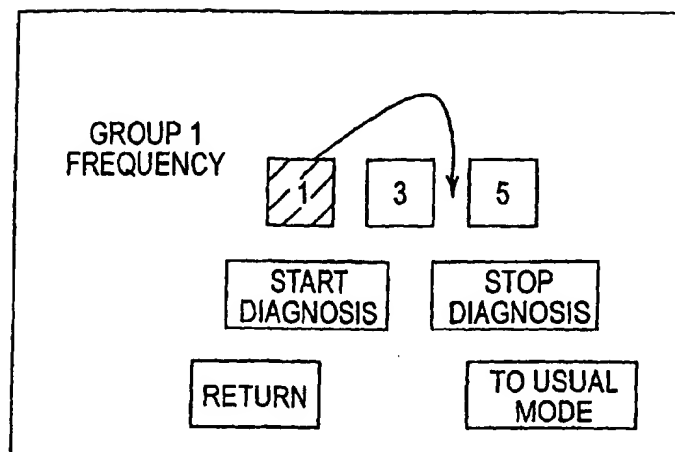 GROUP 1
FREQUENCY
1 3 5
START STOP
DIAGNOSIS DIAGNOSIS
RETURN
TO USUAL
MODE